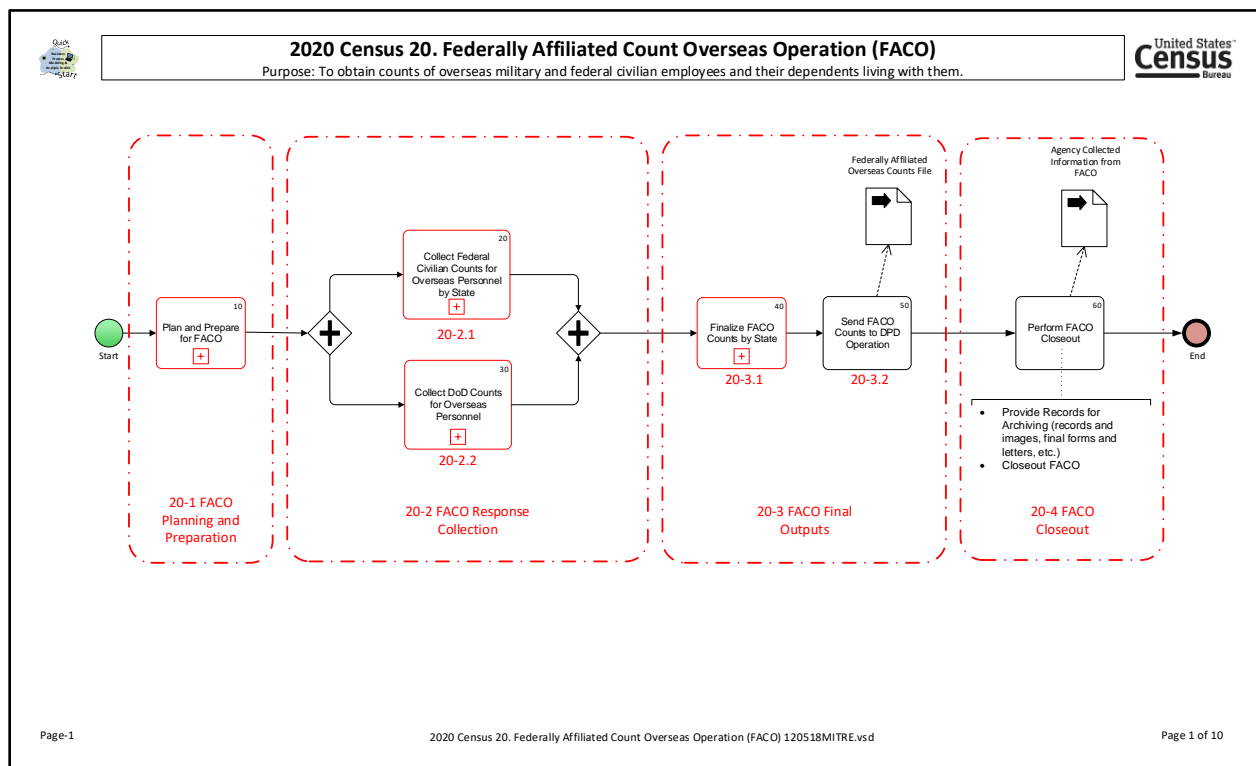 Quick
Start
2020 Census 20. Federally Affiliated Count Overseas Operation (FACO)
Purpose: To obtain counts of overseas military and federal civilian employees and their dependents living with them.
United States™
Census
Bureau
Federally Affiliated
Overseas Counts File
Agency Collected
Information from
FACO
Start
10
Plan and Prepare
for FACO
20
Collect Federal
Civilian Counts for
Overseas Personnel
by State
20-2.1
30
Collect DoD Counts
for Overseas
Personnel
20-2.2
40
Finalize FACO
Counts by State
20-3.1
50
Send FACO
Counts to DPD
Operation
20-3.2
60
Perform FACO
Closeout
End
• Provide Records for
Archiving (records and
images, final forms and
letters, etc.)
• Closeout FACO
20-1 FACO
Planning and
Preparation
20-2 FACO Response
Collection
20-3 FACO Final
Outputs
20-4 FACO
Closeout
Page-1
2020 Census 20. Federally Affiliated Count Overseas Operation (FACO) 120518MITRE.vsd
Page 1 of 10